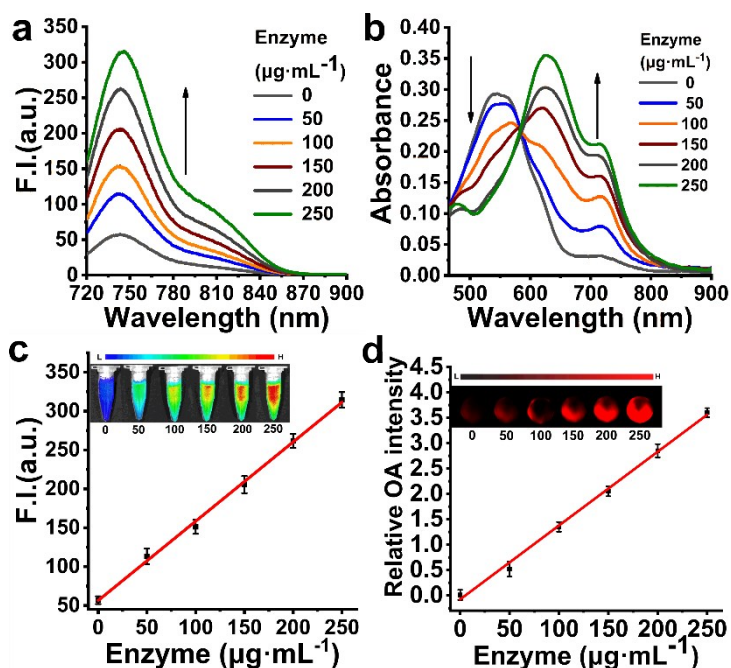 a
Enzyme
(µg·mL⁻¹)
0
50
100
150
200
250
350
300
250
200
150
100
50
0
F.I.(a.u.)
720 750 780 810 840 870 900
Wavelength (nm)
b
Enzyme
(µg·mL⁻¹)
0
50
100
150
200
250
0.40
0.35
0.30
0.25
0.20
0.15
0.10
0.05
0.00
Absorbance
500 600 700 800 900
Wavelength (nm)
c
L H
0 50 100 150 200 250
350
300
250
200
150
100
50
F.I.(a.u.)
0 50 100 150 200 250
Enzyme (µg·mL⁻¹)
d
L H
0 50 100 150 200 250
4.5
4.0
3.5
3.0
2.5
2.0
1.5
1.0
0.5
0.0
Relative OA intensity
0 50 100 150 200 250
Enzyme (µg·mL⁻¹)